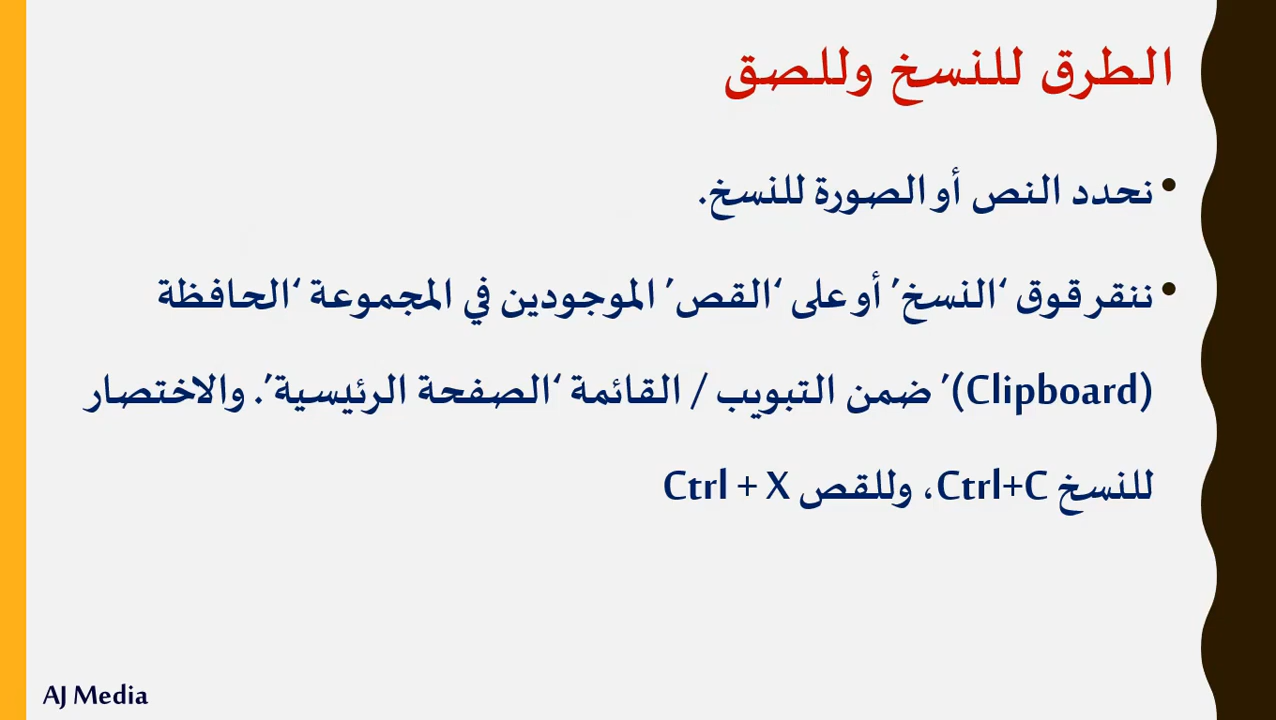 الطرق للنسخ وللصق
• نحدد النص أو الصورة للنسخ.
• ننقر قوق ‘النسخ’ أو على ‘القص’ الموجودين في المجموعة ‘الحافظة
(Clipboard)’ ضمن التبويب / القائمة ‘الصفحة الرئيسية’. والاختصار
للنسخ Ctrl+C، وللقص Ctrl + X
AJ Media